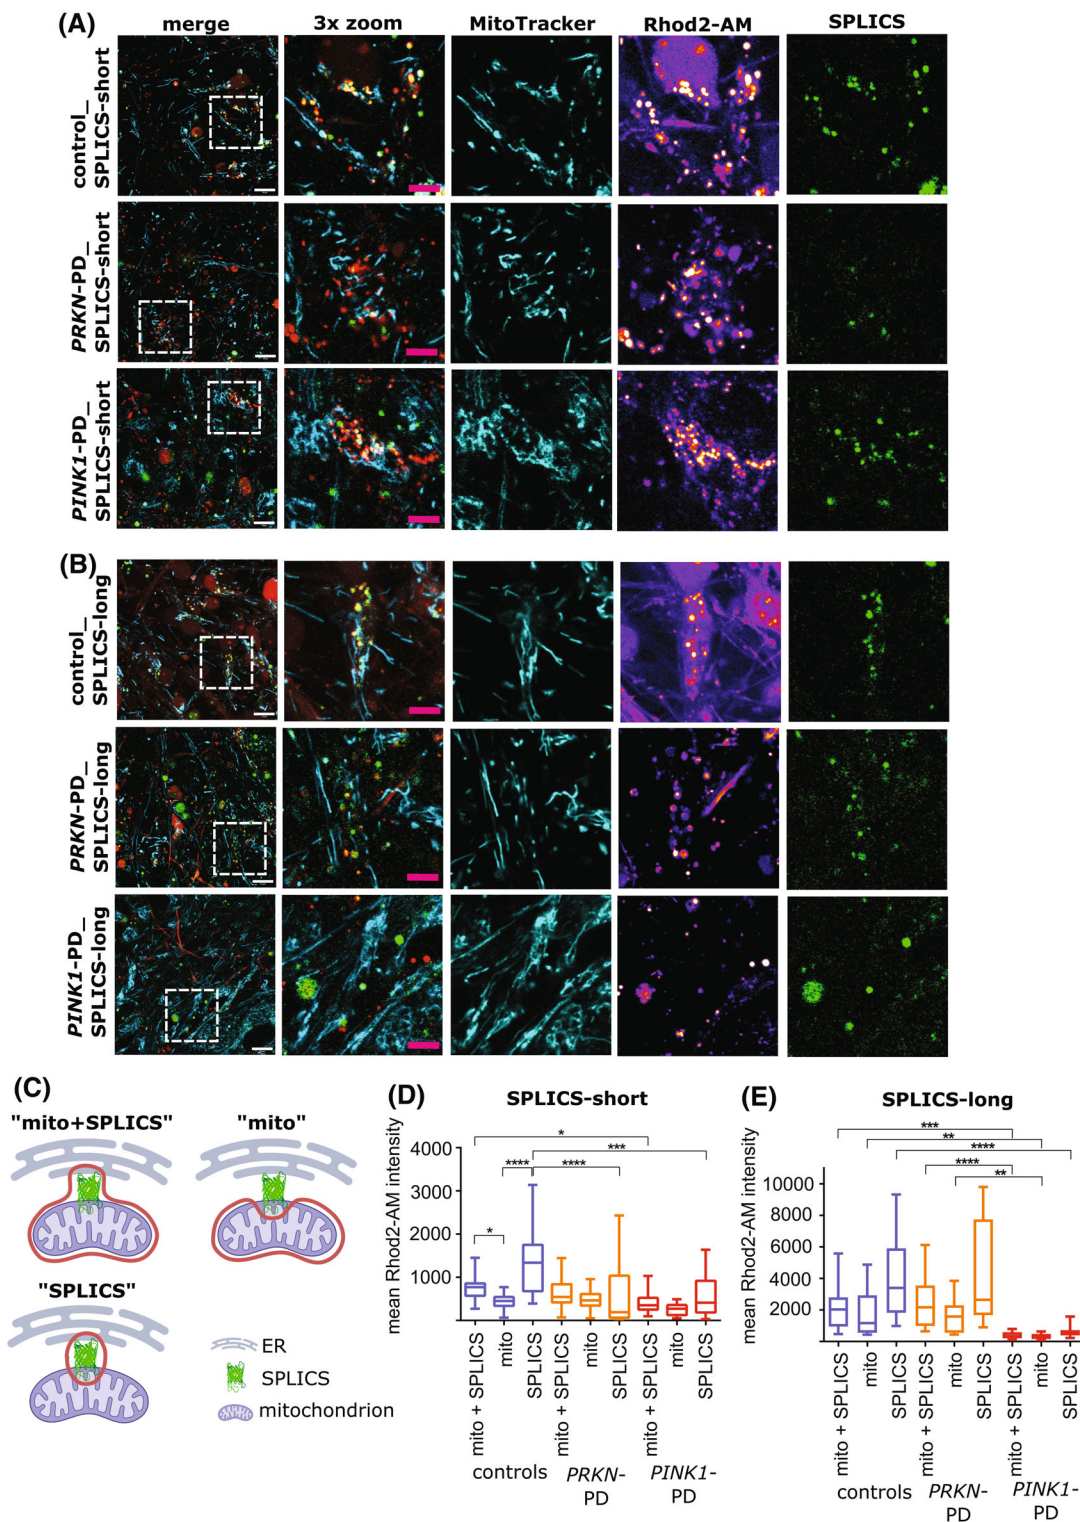 (A)
merge
3x zoom
MitoTracker
Rhod2-AM
SPLICS
control_
SPLICS-short
PRKN-PD_
SPLICS-short
PINK1-PD_
SPLICS-short
(B)
control_
SPLICS-long
PRKN-PD_
SPLICS-long
PINK1-PD_
SPLICS-long
(C)
"mito+SPLICS"
"mito"
"SPLICS"
ER
SPLICS
mitochondrion
(D)
SPLICS-short
mean Rhod2-AM intensity
4000
3000
2000
1000
*
***
****
****
*
mito + SPLICS
mito
SPLICS
mito + SPLICS
mito
SPLICS
mito + SPLICS
mito
SPLICS
controls
PRKN-
PD
PINK1-
PD
(E)
SPLICS-long
mean Rhod2-AM intensity
10000
8000
6000
4000
2000
***
**
****
****
**
mito + SPLICS
mito
SPLICS
mito + SPLICS
mito
SPLICS
mito + SPLICS
mito
SPLICS
controls
PRKN-
PD
PINK1-
PD